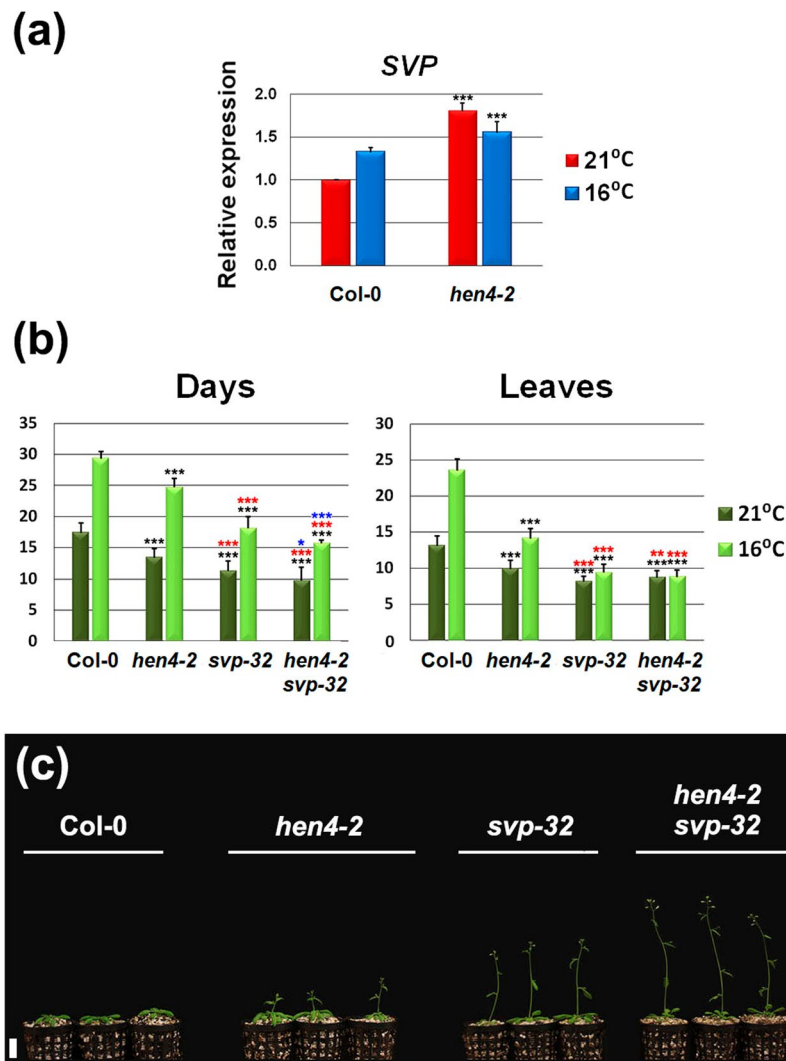 (a)
SVP
Relative expression
2.0
1.5
1.0
0.5
0.0
***
***
Col-0
hen4-2
21°C
16°C
(b)
Days
35
30
25
20
15
10
5
0
***
***
***
***
***
***
*
***
***
***
***
***
Col-0
hen4-2
svp-32
hen4-2
svp-32
Leaves
30
25
20
15
10
5
0
***
***
***
***
***
***
**
***
***
***
Col-0
hen4-2
svp-32
hen4-2
svp-32
21°C
16°C
(c)
Col-0
hen4-2
svp-32
hen4-2
svp-32